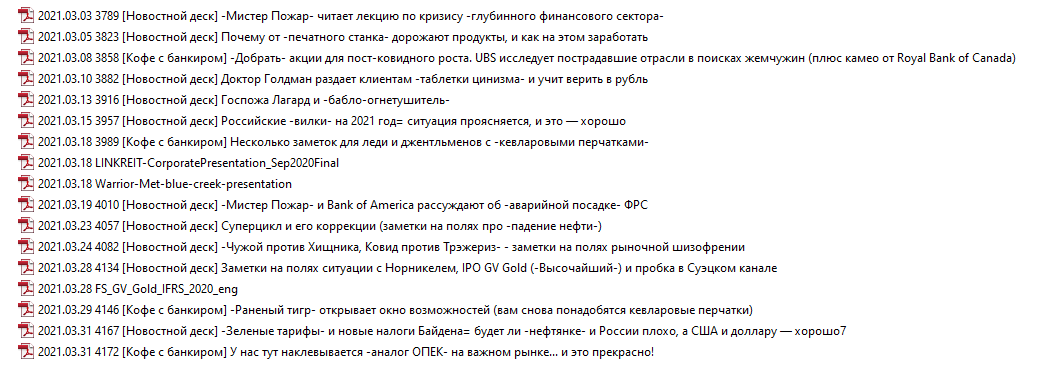 2021.03.03 3789 [Новостной деск] -Мистер Пожар- читает лекцию по кризису -глубинного финансового сектора-
2021.03.05 3823 [Новостной деск] Почему от -печатного станка- дорожают продукты, и как на этом заработать
2021.03.08 3858 [Кофе с банкиром] -Добрать- акции для пост-ковидного роста. UBS исследует пострадавшие отрасли в поисках жемчужин (плюс камео от Royal Bank of Canada)
2021.03.10 3882 [Новостной деск] Доктор Голдман раздает клиентам -таблетки цинизма- и учит верить в рубль
2021.03.13 3916 [Новостной деск] Госпожа Лагард и -бабло-огнетушитель-
2021.03.15 3957 [Новостной деск] Российские -вилки- на 2021 год= ситуация проясняется, и это — хорошо
2021.03.18 3989 [Кофе с банкиром] Несколько заметок для леди и джентльменов с -кевларовыми перчатками-
2021.03.18 LINKREIT-CorporatePresentation_Sep2020Final
2021.03.18 Warrior-Met-blue-creek-presentation
2021.03.19 4010 [Новостной деск] -Мистер Пожар- и Bank of America рассуждают об -аварийной посадке- ФРС
2021.03.23 4057 [Новостной деск] Суперцикл и его коррекции (заметки на полях про -падение нефти-)
2021.03.24 4082 [Новостной деск] -Чужой против Хищника, Ковид против Трэжериз- - заметки на полях рыночной шизофрении
2021.03.28 4134 [Новостной деск] Заметки на полях ситуации с Норникелем, IPO GV Gold (-Высочайший-) и пробка в Суэцком канале
2021.03.28 FS_GV_Gold_IFRS_2020_eng
2021.03.29 4146 [Кофе с банкиром] -Раненый тигр- открывает окно возможностей (вам снова понадобятся кевларовые перчатки)
2021.03.31 4167 [Новостной деск] -Зеленые тарифы- и новые налоги Байдена= будет ли -нефтянке- и России плохо, а США и доллару — хорошо7
2021.03.31 4172 [Кофе с банкиром] У нас тут наклевывается -аналог ОПЕК- на важном рынке... и это прекрасно!